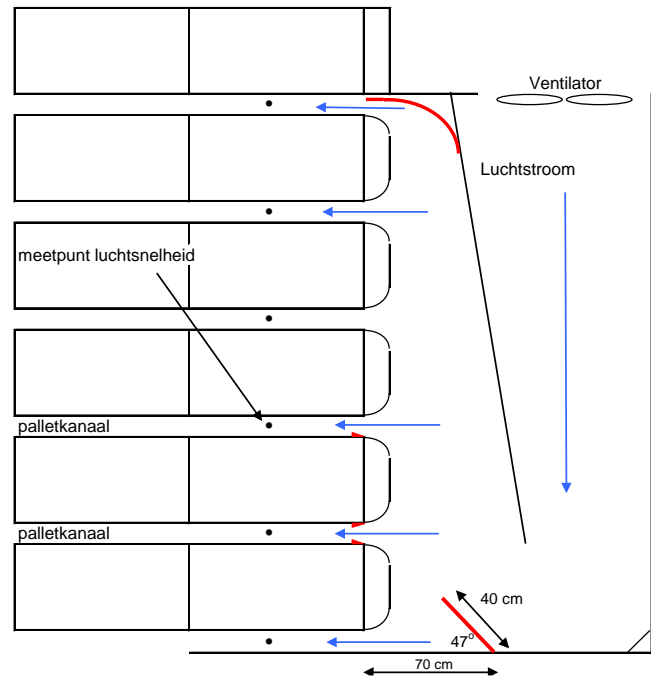 Ventilator
Luchtstroom
meetpunt luchtsnelheid
palletkanaal
palletkanaal
40 cm
47°
70 cm